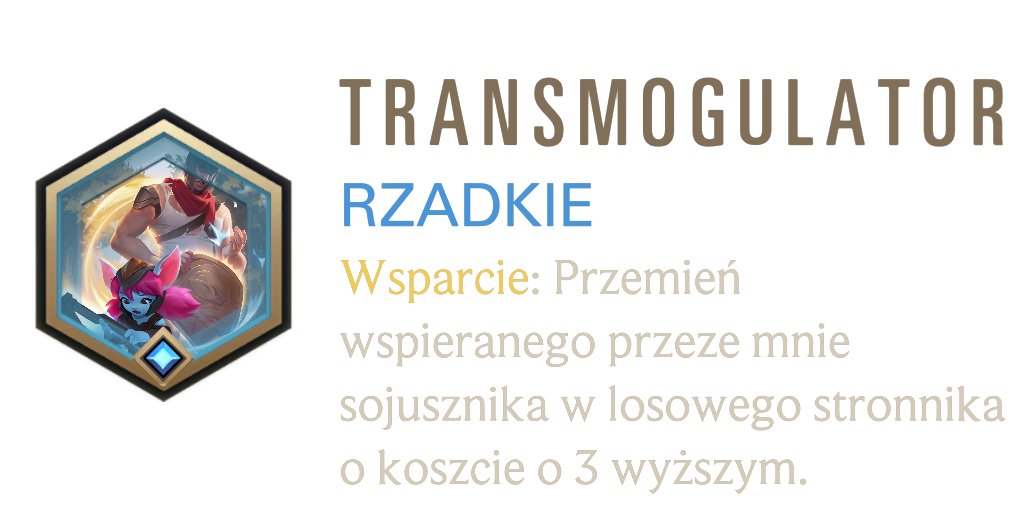 TRANSMOGULATOR
RZADKIE
Wsparcie: Przemień
wspieranego przeze mnie
sojusznika w losowego stronnika
o koszcie o 3 wyższym.